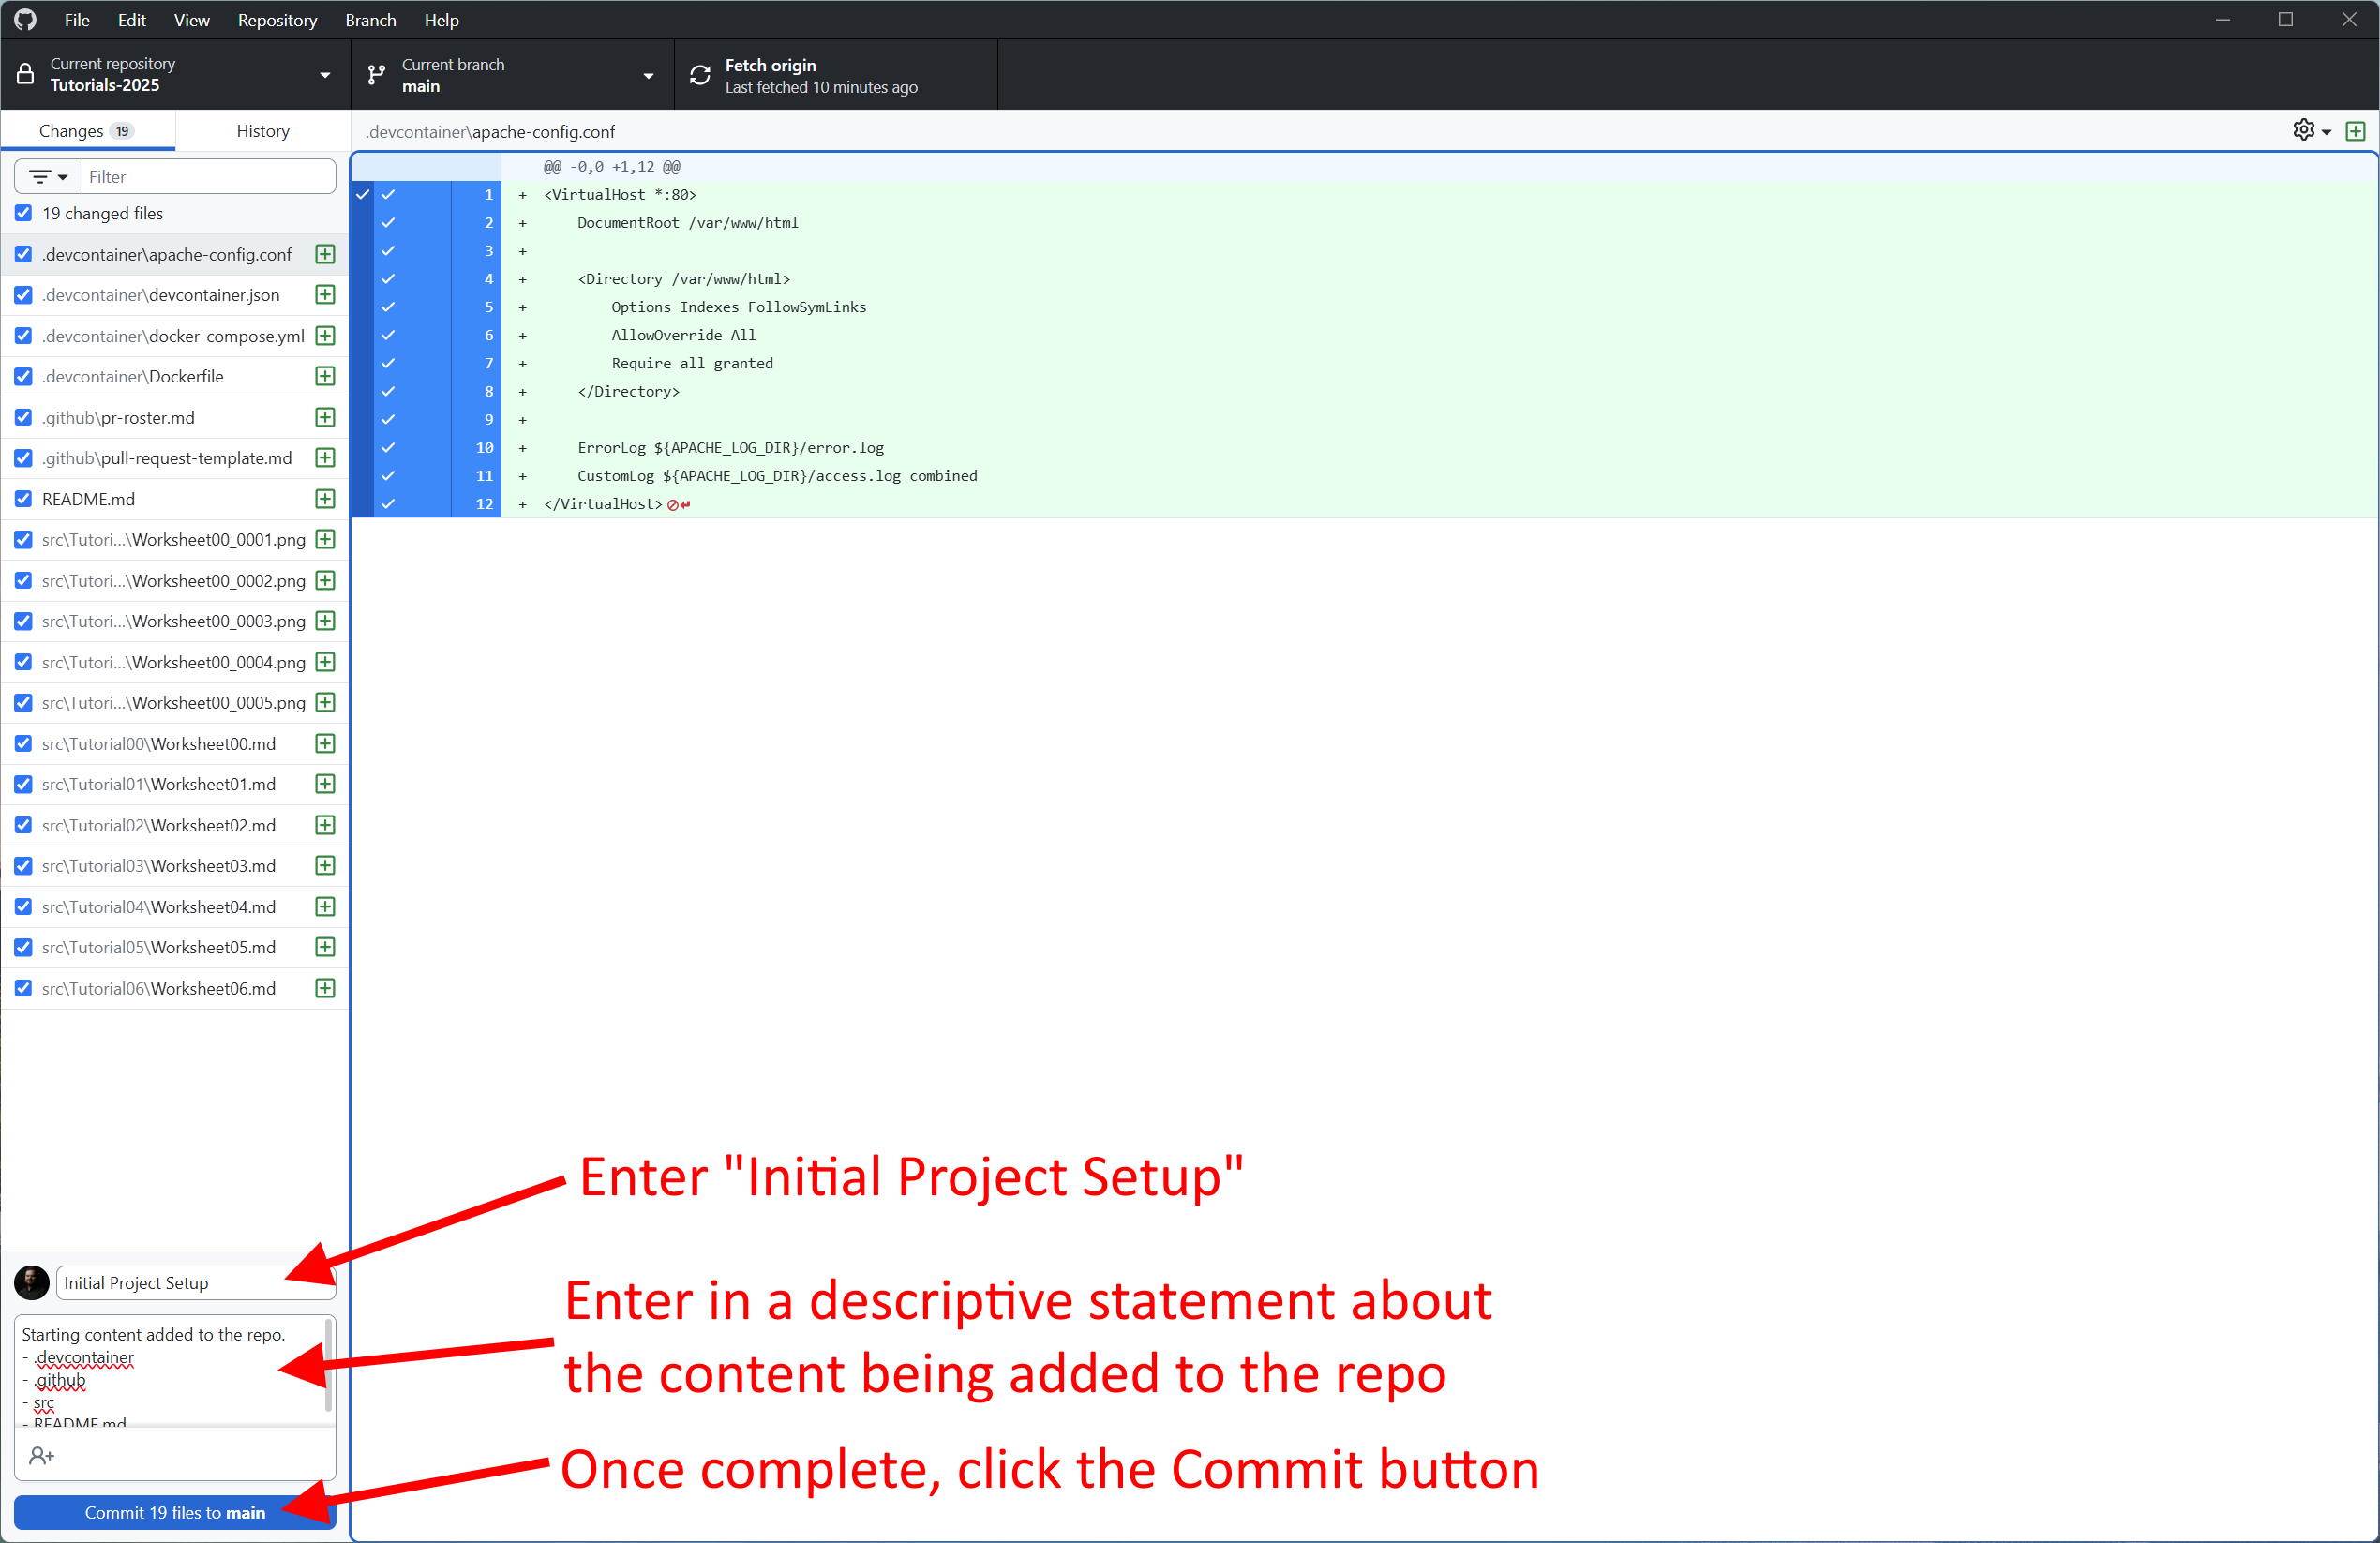 File Edit View Repository Branch Help
Current repository
Tutorials-2025
Current branch
main
Fetch origin
Last fetched 10 minutes ago
Changes 19
History
.devcontainer\apache-config.conf
Filter
19 changed files
.devcontainer\apache-config.conf
.devcontainer\devcontainer.json
.devcontainer\docker-compose.yml
.devcontainer\Dockerfile
.github\pr-roster.md
.github\pull-request-template.md
README.md
src\Tutori...\Worksheet00_0001.png
src\Tutori...\Worksheet00_0002.png
src\Tutori...\Worksheet00_0003.png
src\Tutori...\Worksheet00_0004.png
src\Tutori...\Worksheet00_0005.png
src\Tutorial00\Worksheet00.md
src\Tutorial01\Worksheet01.md
src\Tutorial02\Worksheet02.md
src\Tutorial03\Worksheet03.md
src\Tutorial04\Worksheet04.md
src\Tutorial05\Worksheet05.md
src\Tutorial06\Worksheet06.md
@@ -0,0 +1,12 @@
1 + <VirtualHost *:80>
2 + DocumentRoot /var/www/html
3 +
4 + <Directory /var/www/html>
5 + Options Indexes FollowSymLinks
6 + AllowOverride All
7 + Require all granted
8 + </Directory>
9 +
10 + ErrorLog ${APACHE_LOG_DIR}/error.log
11 + CustomLog ${APACHE_LOG_DIR}/access.log combined
12 + </VirtualHost>
Enter "Initial Project Setup"
Initial Project Setup
Enter in a descriptive statement about
the content being added to the repo
Starting content added to the repo.
- .devcontainer
- .github
- src
- README.md
Once complete, click the Commit button
Commit 19 files to main